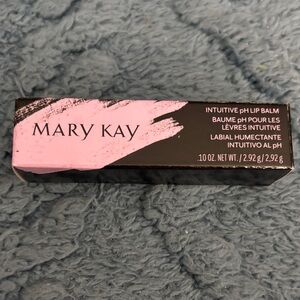 MARY KAY
INTUITIVE pH LIP BALM
BAUME pH POUR LES
LÈVRES INTUITIVE
LABIAL HUMECTANTE
INTUITIVO AL pH
.10 OZ. NET WT. / 2.92 g / 2,92 g